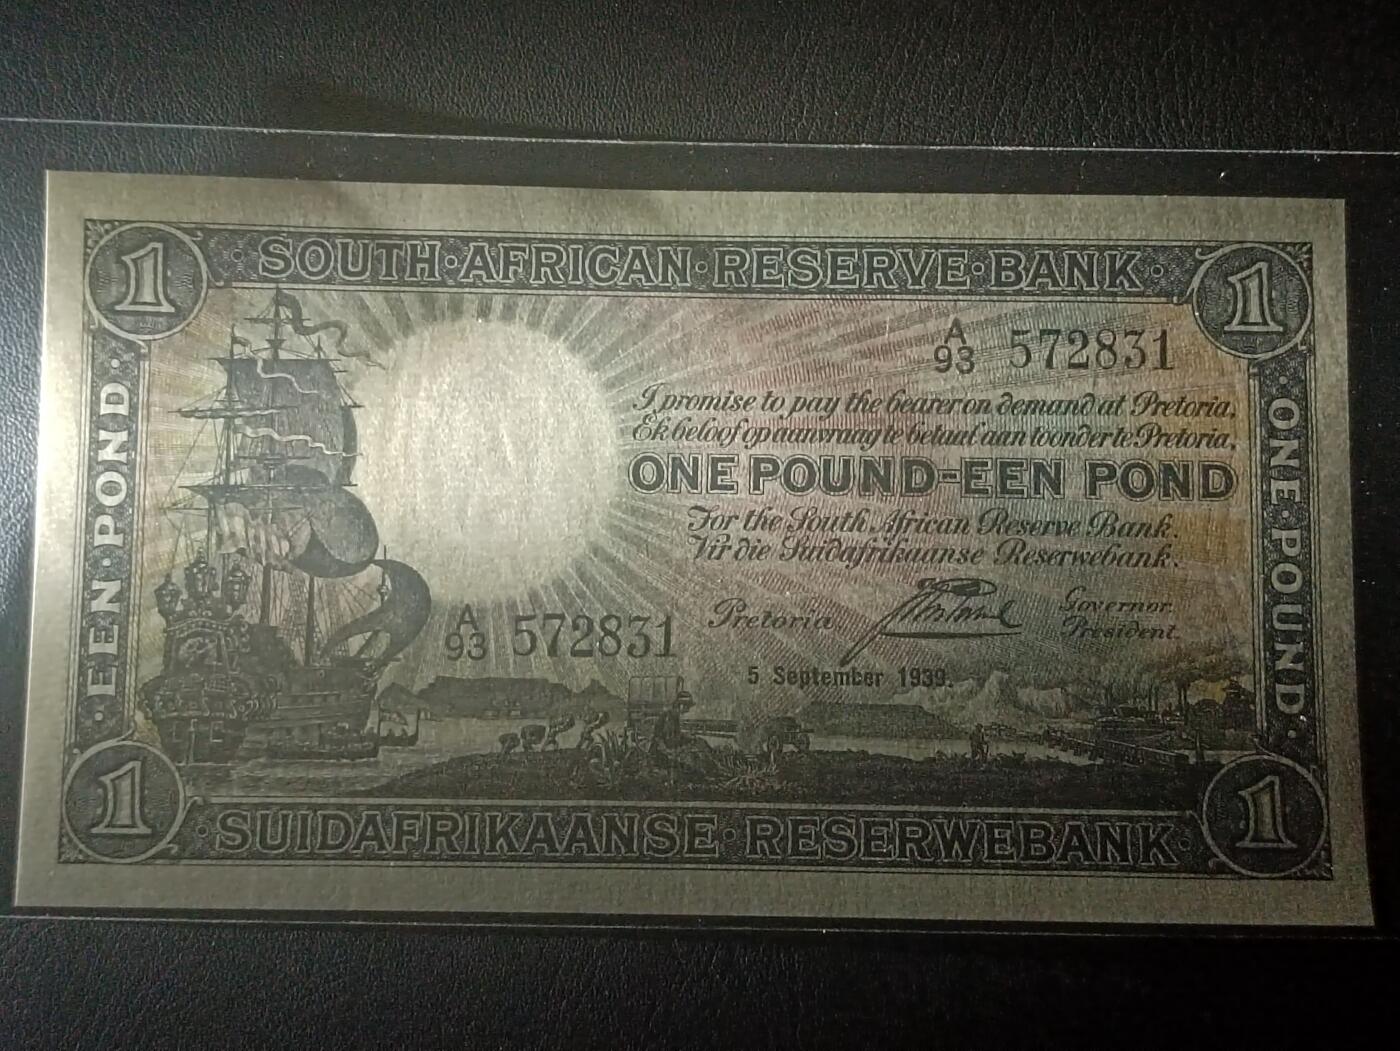 1 SOUTH·AFRICAN·RESERVE·BANK 1
A/93 572831
I promise to pay the bearer on demand at Pretoria.
Ek beloof op aanvraag te betaal aan toonder te Pretoria.
ONE POUND-EEN POND
For the South African Reserve Bank.
Vir die Suidafrikaanse Reserwebank.
A/93 572831
Pretoria
Governor.
President.
5 September 1939.
EEN·POND
ONE·POUND
1 SUIDAFRIKAANSE·RESERWEBANK 1